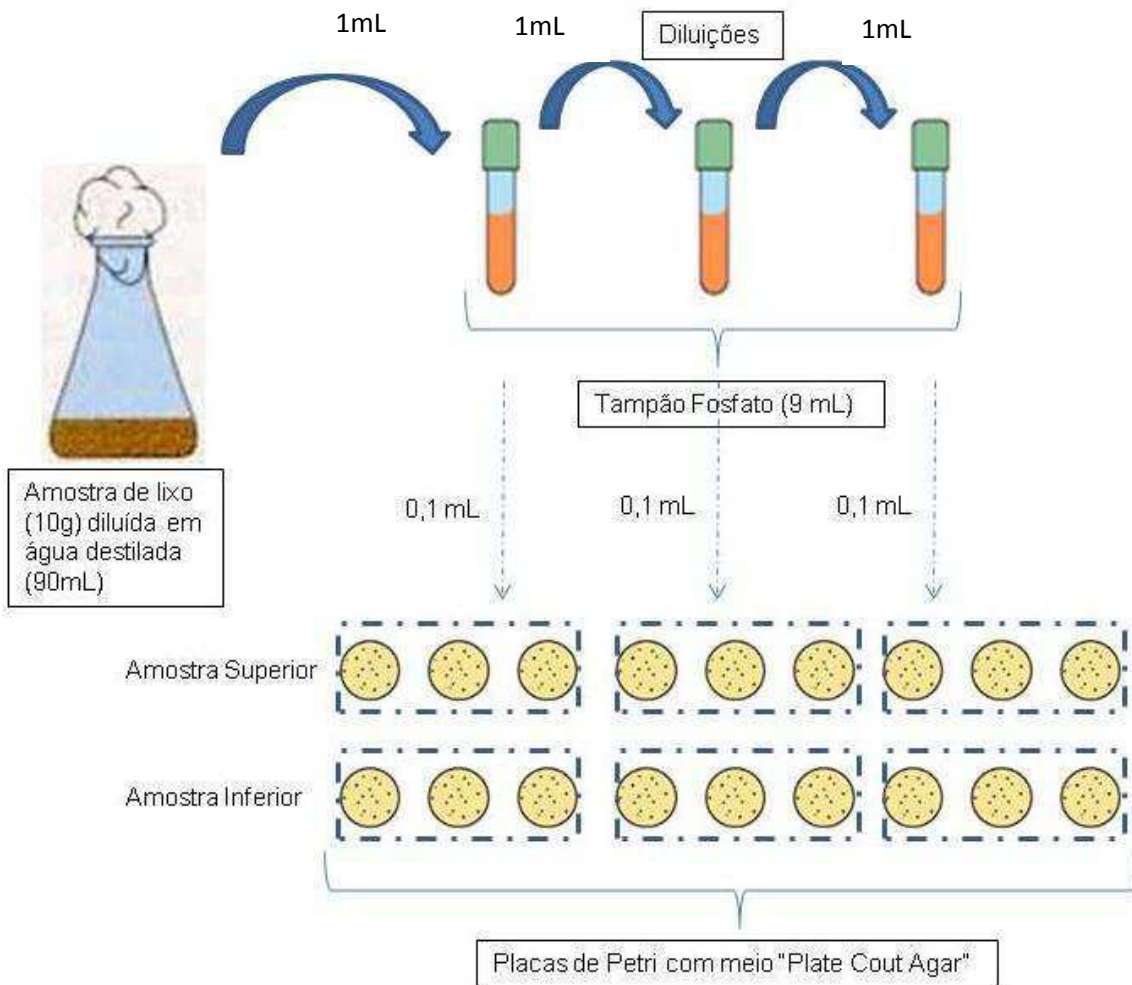 1mL
1mL
Diluições
1mL
Tampão Fosfato (9 mL)
Amostra de lixo
(10g) diluída em
água destilada
(90mL)
0,1 mL
0,1 mL
0,1 mL
Amostra Superior
Amostra Inferior
Placas de Petri com meio "Plate Cout Agar"